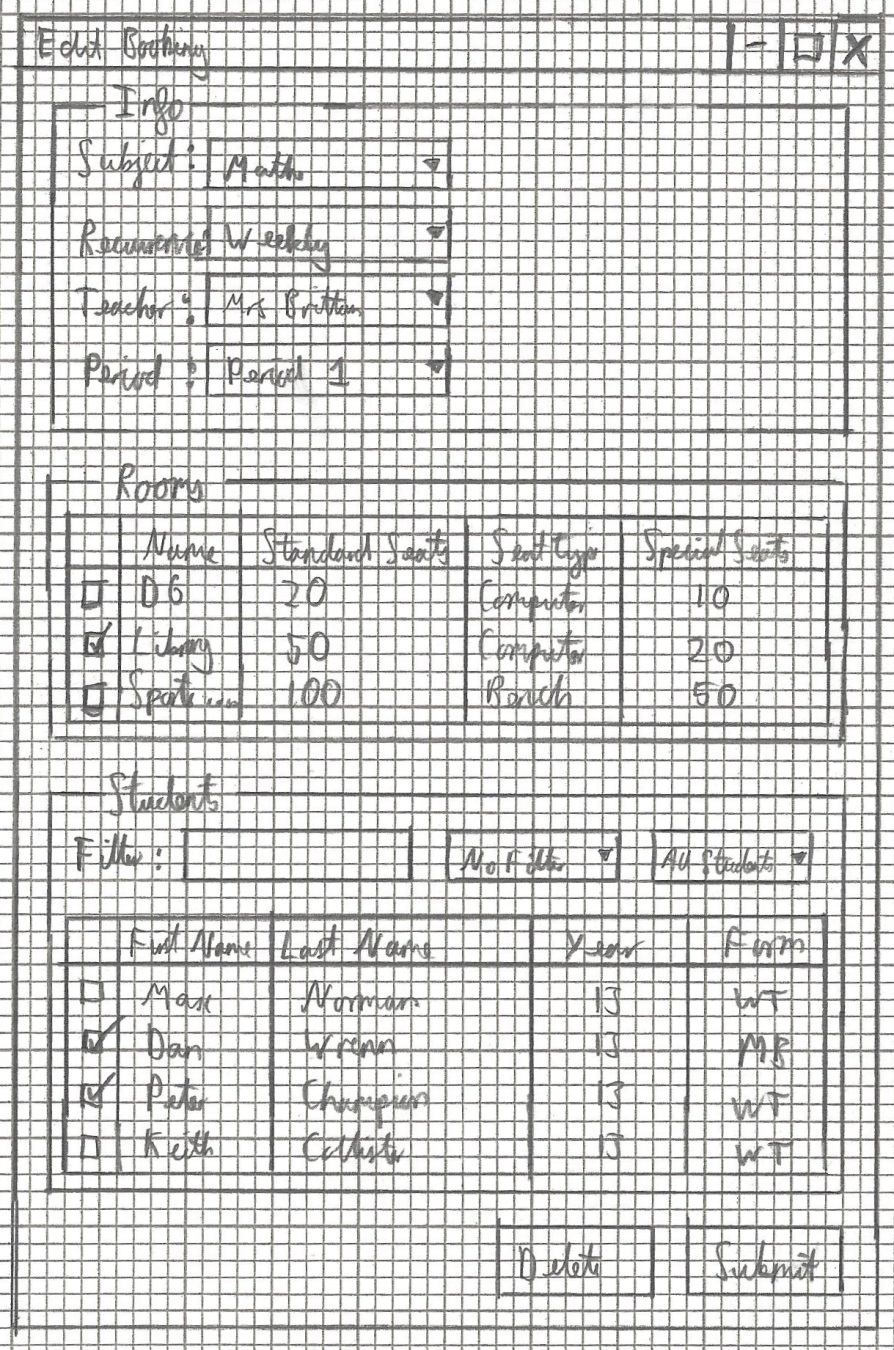 Edit Booking - X
Info
Subject: Maths
Recurrence: Weekly
Teacher: Mrs Britton
Period: Period 1
Rooms
Name Standard Seats Seat Type Special Seats
D6 20 Computer 10
Library 50 Computer 20
Sports... 100 Bench 50
Students
Filter: No Filter All Students
First Name Last Name Year Form
Max Norman 13 WT
Dan Wrenn 13 MB
Peter Champion 13 WT
Keith Collister 13 WT
Delete Submit